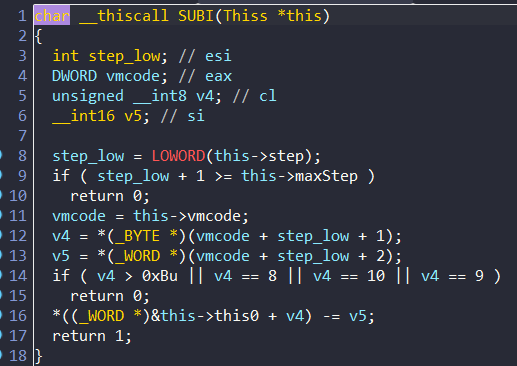 1 char __thiscall SUBI(Thiss *this)
2 {
3   int step_low; // esi
4   DWORD vmcode; // eax
5   unsigned __int8 v4; // cl
6   __int16 v5; // si
7
8   step_low = LOWORD(this->step);
9   if ( step_low + 1 >= this->maxStep )
10     return 0;
11   vmcode = this->vmcode;
12   v4 = *(_BYTE *)(vmcode + step_low + 1);
13   v5 = *(_WORD *)(vmcode + step_low + 2);
14   if ( v4 > 0xBu || v4 == 8 || v4 == 10 || v4 == 9 )
15     return 0;
16   *((_WORD *)&this->this0 + v4) -= v5;
17   return 1;
18 }